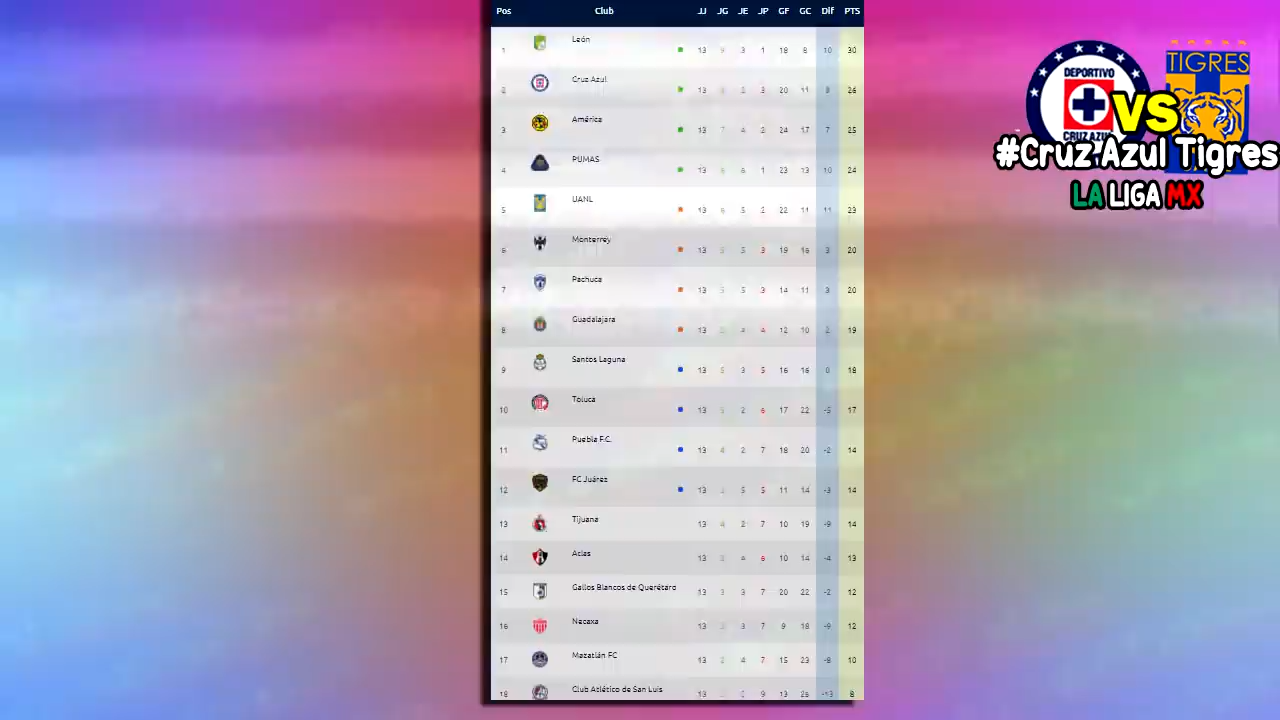 Pos Club JJ JG JE JP GF GC Dif PTS
1 León 13 9 3 1 18 8 10 30
2 Cruz Azul 13 20 11 26
3 América 13 7 4 2 24 17 7 25
4 PUMAS 13 6 6 1 23 13 10 24
5 UANL 13 6 5 2 22 11 11 23
6 Monterrey 13 5 5 3 19 16 3 20
7 Pachuca 13 5 5 3 14 11 3 20
8 Guadalajara 13 4 4 12 10 2 19
9 Santos Laguna 13 5 3 5 16 16 0 18
10 Toluca 13 5 2 6 17 22 -5 17
11 Puebla F.C. 13 4 2 7 18 20 -2 14
12 FC Juárez 13 5 5 11 14 -3 14
13 Tijuana 13 4 2 7 10 19 -9 14
14 Aclas 13 4 6 10 14 -4 13
15 Gallos Blancos de Querétaro 13 3 3 7 20 22 -2 12
16 Necaxa 13 3 3 7 9 18 -9 12
17 Mazatlán FC 13 2 4 7 15 23 -8 10
18 Club Atlético de San Luis 13 9 13 26 -13 8
DEPORTIVO
CRUZ AZUL
TIGRES
VS
#Cruz Azul Tigres
LA LIGA MX